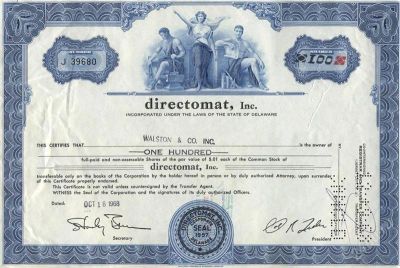 J 39680
100
directomat, Inc.
INCORPORATED UNDER THE LAWS OF THE STATE OF DELAWARE
WALSTON & CO. INC.
THIS CERTIFIES THAT is the owner of
ONE HUNDRED
full-paid and non-assessable Shares of the par value of $.01 each of the Common Stock of
directomat, Inc.
transferable only on the books of the Corporation by the holder hereof in person or by duly authorized Attorney, upon surrender
of this Certificate properly endorsed.
This Certificate is not valid unless countersigned by the Transfer Agent.
WITNESS the Seal of the Corporation and the signatures of its duly authorized Officers.
Dated: OCT 16 1968
DIRECTOMAT, INC.
SEAL
1957
DELAWARE
Secretary
President